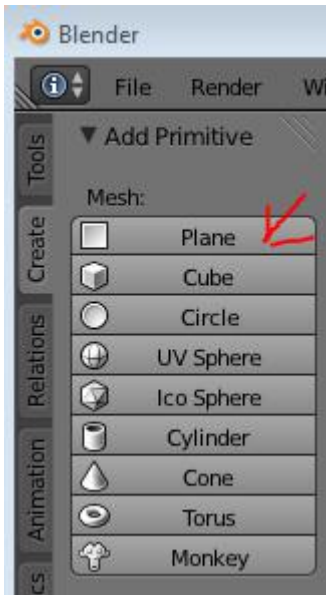 Blender
File Render
Tools
Create
Relations
Animation
Add Primitive
Mesh:
Plane
Cube
Circle
UV Sphere
Ico Sphere
Cylinder
Cone
Torus
Monkey